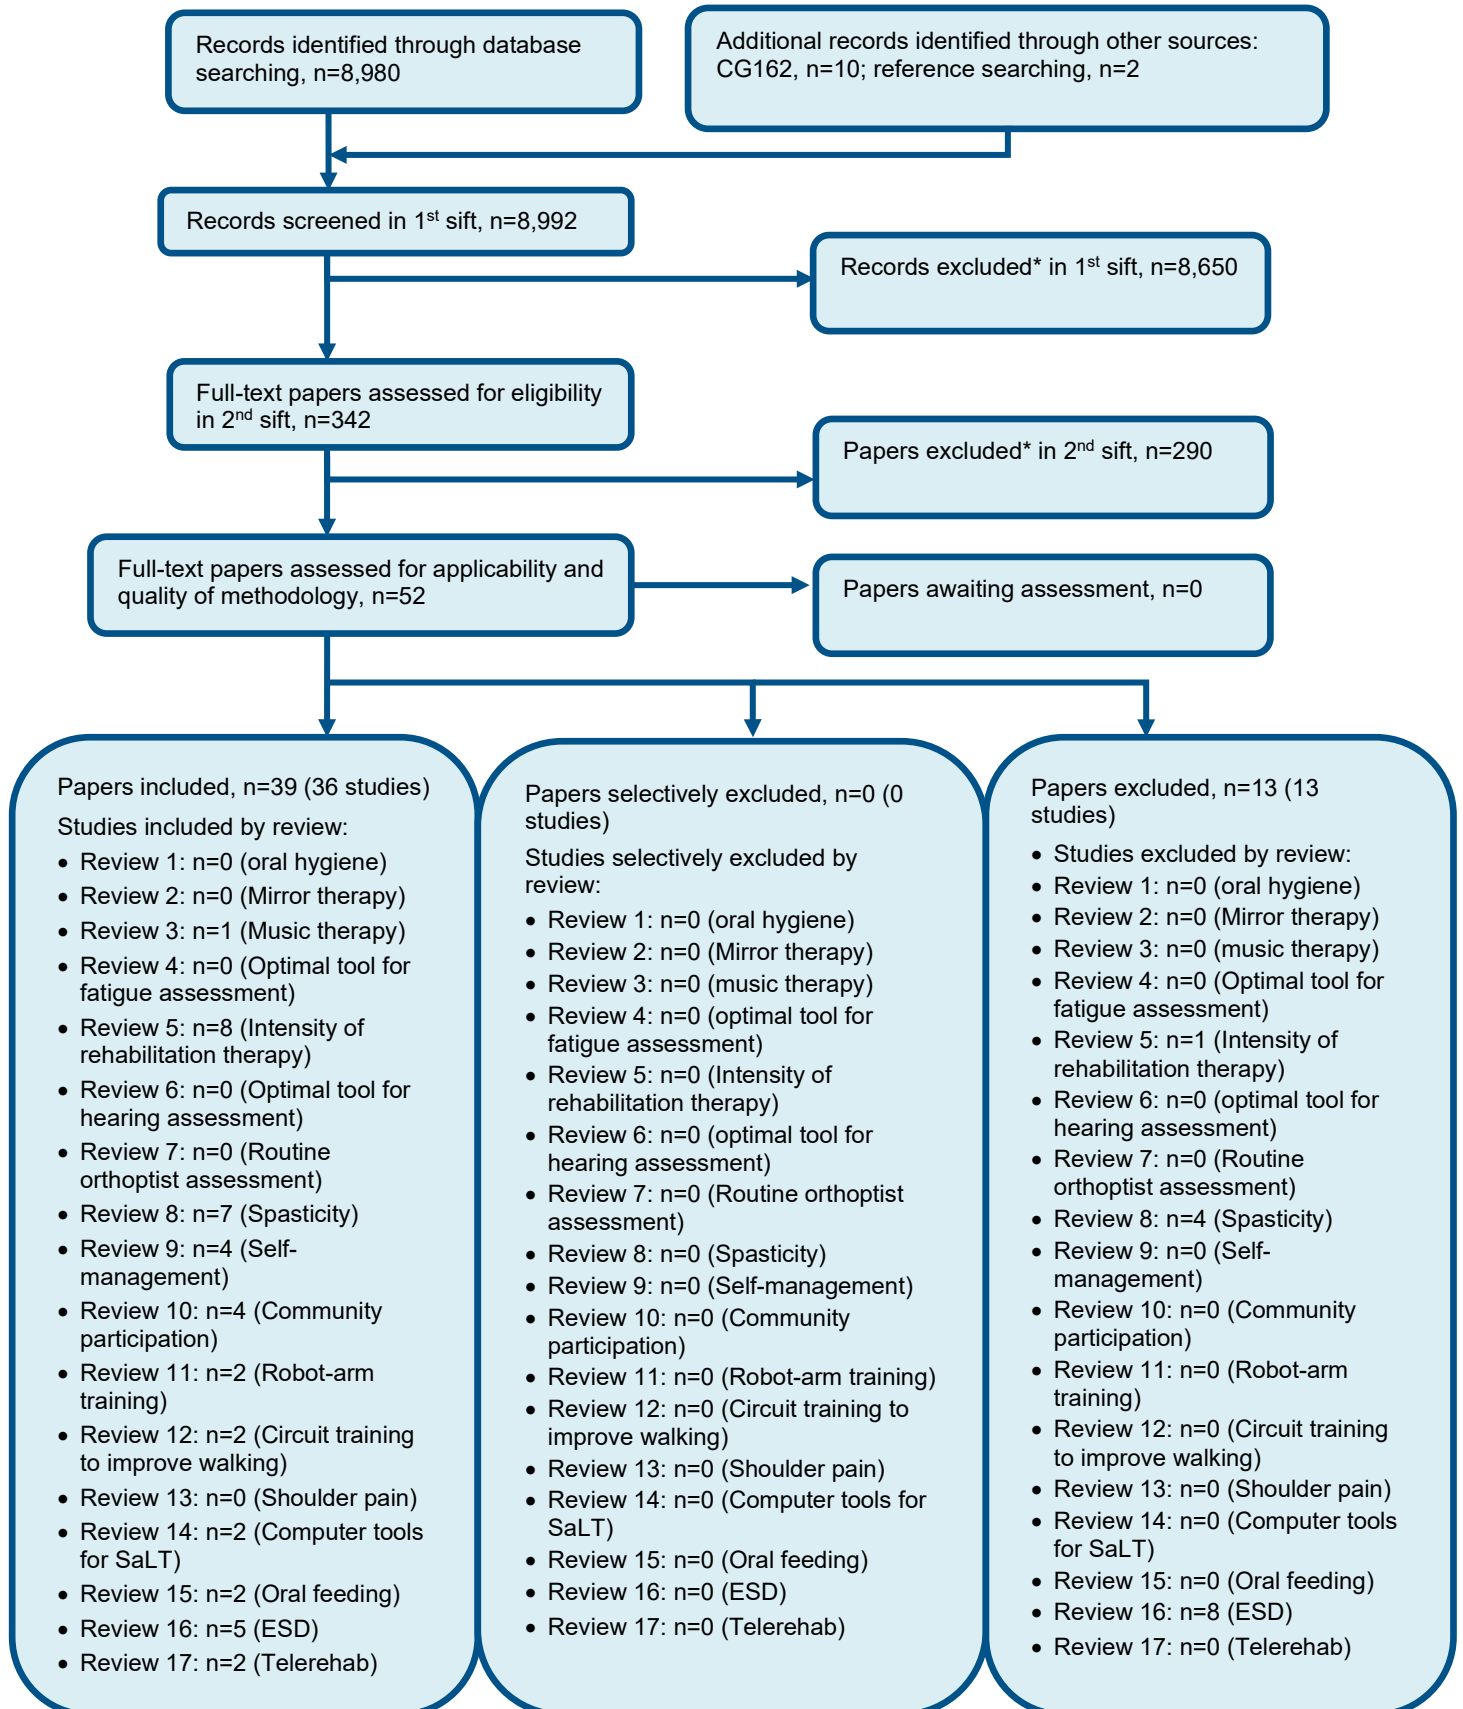 Records identified through database
searching, n=8,980
Additional records identified through other sources:
CG162, n=10; reference searching, n=2
Records screened in 1st sift, n=8,992
Records excluded* in 1st sift, n=8,650
Full-text papers assessed for eligibility
in 2nd sift, n=342
Papers excluded* in 2nd sift, n=290
Full-text papers assessed for applicability and
quality of methodology, n=52
Papers awaiting assessment, n=0
Papers included, n=39 (36 studies)
Studies included by review:
• Review 1: n=0 (oral hygiene)
• Review 2: n=0 (Mirror therapy)
• Review 3: n=1 (Music therapy)
• Review 4: n=0 (Optimal tool for
fatigue assessment)
• Review 5: n=8 (Intensity of
rehabilitation therapy)
• Review 6: n=0 (Optimal tool for
hearing assessment)
• Review 7: n=0 (Routine
orthoptist assessment)
• Review 8: n=7 (Spasticity)
• Review 9: n=4 (Self-
management)
• Review 10: n=4 (Community
participation)
• Review 11: n=2 (Robot-arm
training)
• Review 12: n=2 (Circuit training
to improve walking)
• Review 13: n=0 (Shoulder pain)
• Review 14: n=2 (Computer tools
for SaLT)
• Review 15: n=2 (Oral feeding)
• Review 16: n=5 (ESD)
• Review 17: n=2 (Telerehab)
Papers selectively excluded, n=0 (0
studies)
Studies selectively excluded by
review:
• Review 1: n=0 (oral hygiene)
• Review 2: n=0 (Mirror therapy)
• Review 3: n=0 (music therapy)
• Review 4: n=0 (optimal tool for
fatigue assessment)
• Review 5: n=0 (Intensity of
rehabilitation therapy)
• Review 6: n=0 (optimal tool for
hearing assessment)
• Review 7: n=0 (Routine orthoptist
assessment)
• Review 8: n=0 (Spasticity)
• Review 9: n=0 (Self-management)
• Review 10: n=0 (Community
participation)
• Review 11: n=0 (Robot-arm training)
• Review 12: n=0 (Circuit training to
improve walking)
• Review 13: n=0 (Shoulder pain)
• Review 14: n=0 (Computer tools for
SaLT)
• Review 15: n=0 (Oral feeding)
• Review 16: n=0 (ESD)
• Review 17: n=0 (Telerehab)
Papers excluded, n=13 (13
studies)
• Studies excluded by review:
• Review 1: n=0 (oral hygiene)
• Review 2: n=0 (Mirror therapy)
• Review 3: n=0 (music therapy)
• Review 4: n=0 (Optimal tool for
fatigue assessment)
• Review 5: n=1 (Intensity of
rehabilitation therapy)
• Review 6: n=0 (optimal tool for
hearing assessment)
• Review 7: n=0 (Routine
orthoptist assessment)
• Review 8: n=4 (Spasticity)
• Review 9: n=0 (Self-
management)
• Review 10: n=0 (Community
participation)
• Review 11: n=0 (Robot-arm
training)
• Review 12: n=0 (Circuit training
to improve walking)
• Review 13: n=0 (Shoulder pain)
• Review 14: n=0 (Computer tools
for SaLT)
• Review 15: n=0 (Oral feeding)
• Review 16: n=8 (ESD)
• Review 17: n=0 (Telerehab)